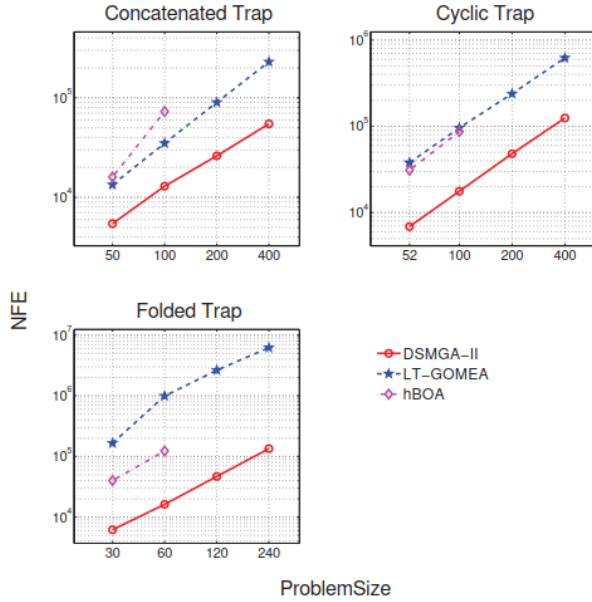 Concatenated Trap
10^5
10^4
50 100 200 400
Cyclic Trap
10^6
10^5
10^4
52 100 200 400
NFE
Folded Trap
10^7
10^6
10^5
10^4
30 60 120 240
DSMGA-II
LT-GOMEA
hBOA
ProblemSize